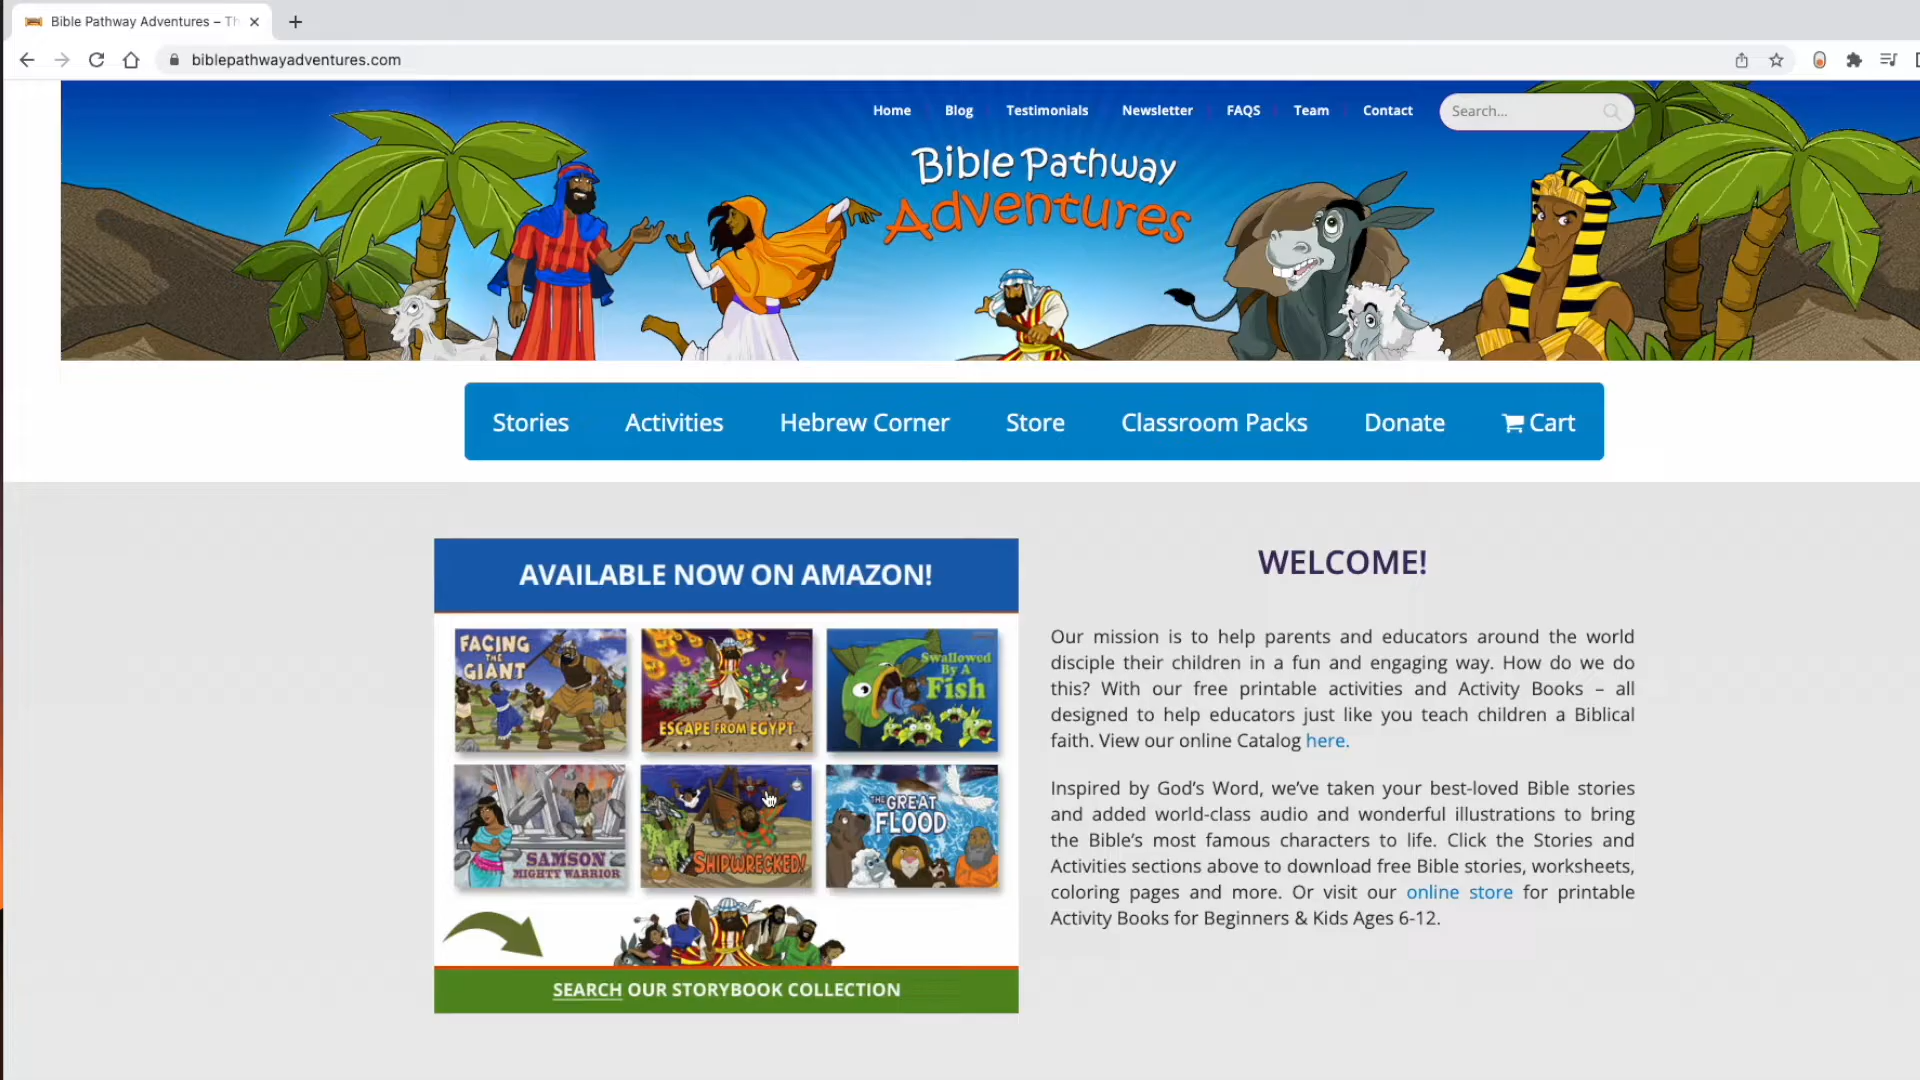 Bible Pathway Adventures – Th
biblepathwayadventures.com
Home Blog Testimonials Newsletter FAQS Team Contact Search...
Bible Pathway
Adventures
Stories Activities Hebrew Corner Store Classroom Packs Donate Cart
AVAILABLE NOW ON AMAZON!
FACING
THE
GIANT
ESCAPE FROM EGYPT
Swallowed
By A
Fish
SAMSON
MIGHTY WARRIOR
SHIPWRECKED!
THE GREAT
FLOOD
SEARCH OUR STORYBOOK COLLECTION
WELCOME!
Our mission is to help parents and educators around the world
disciple their children in a fun and engaging way. How do we do
this? With our free printable activities and Activity Books – all
designed to help educators just like you teach children a Biblical
faith. View our online Catalog here.
Inspired by God's Word, we've taken your best-loved Bible stories
and added world-class audio and wonderful illustrations to bring
the Bible's most famous characters to life. Click the Stories and
Activities sections above to download free Bible stories, worksheets,
coloring pages and more. Or visit our online store for printable
Activity Books for Beginners & Kids Ages 6-12.